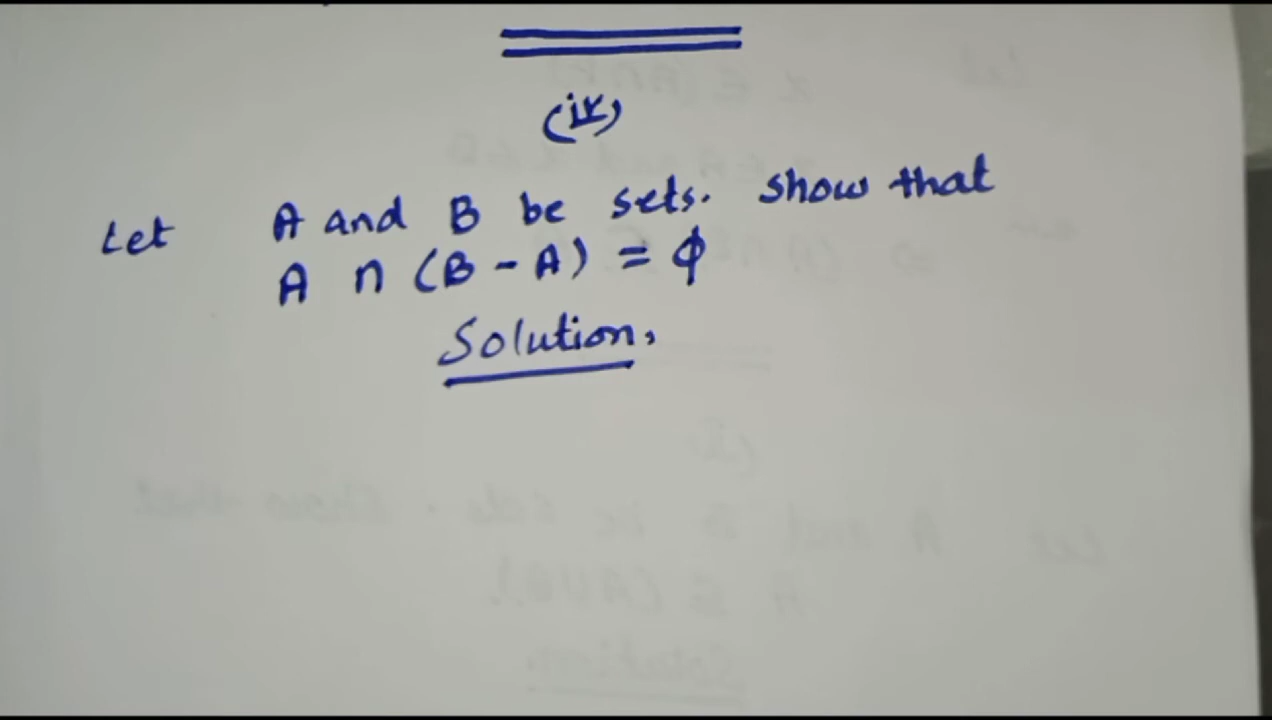 (iv)
Let A and B be sets. Show that
A ∩ (B - A) = ϕ
Solution.